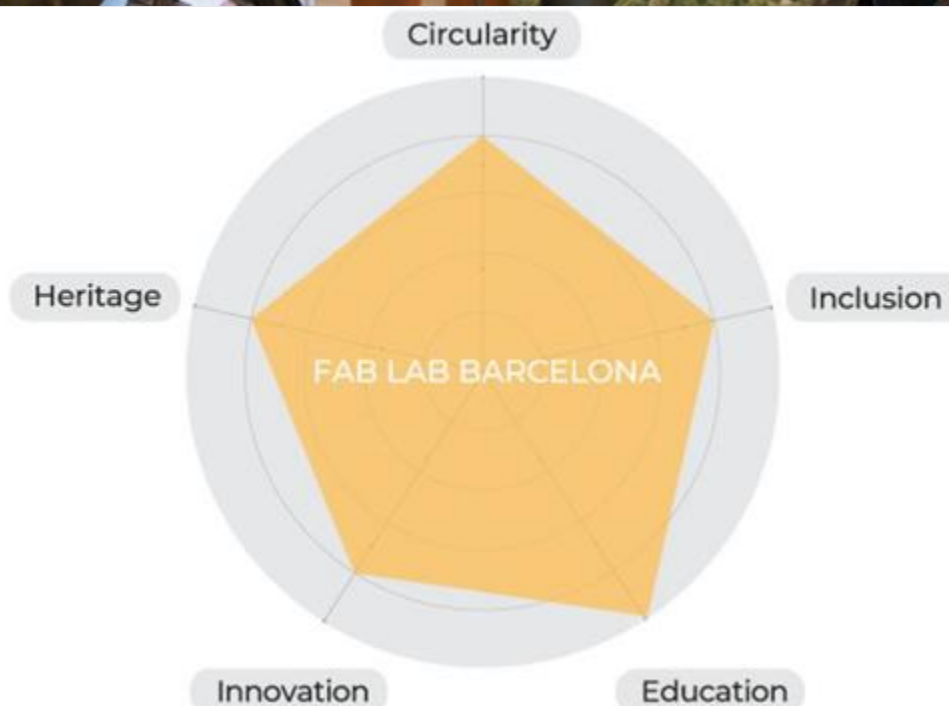 Circularity
Heritage
Inclusion
FAB LAB BARCELONA
Innovation
Education